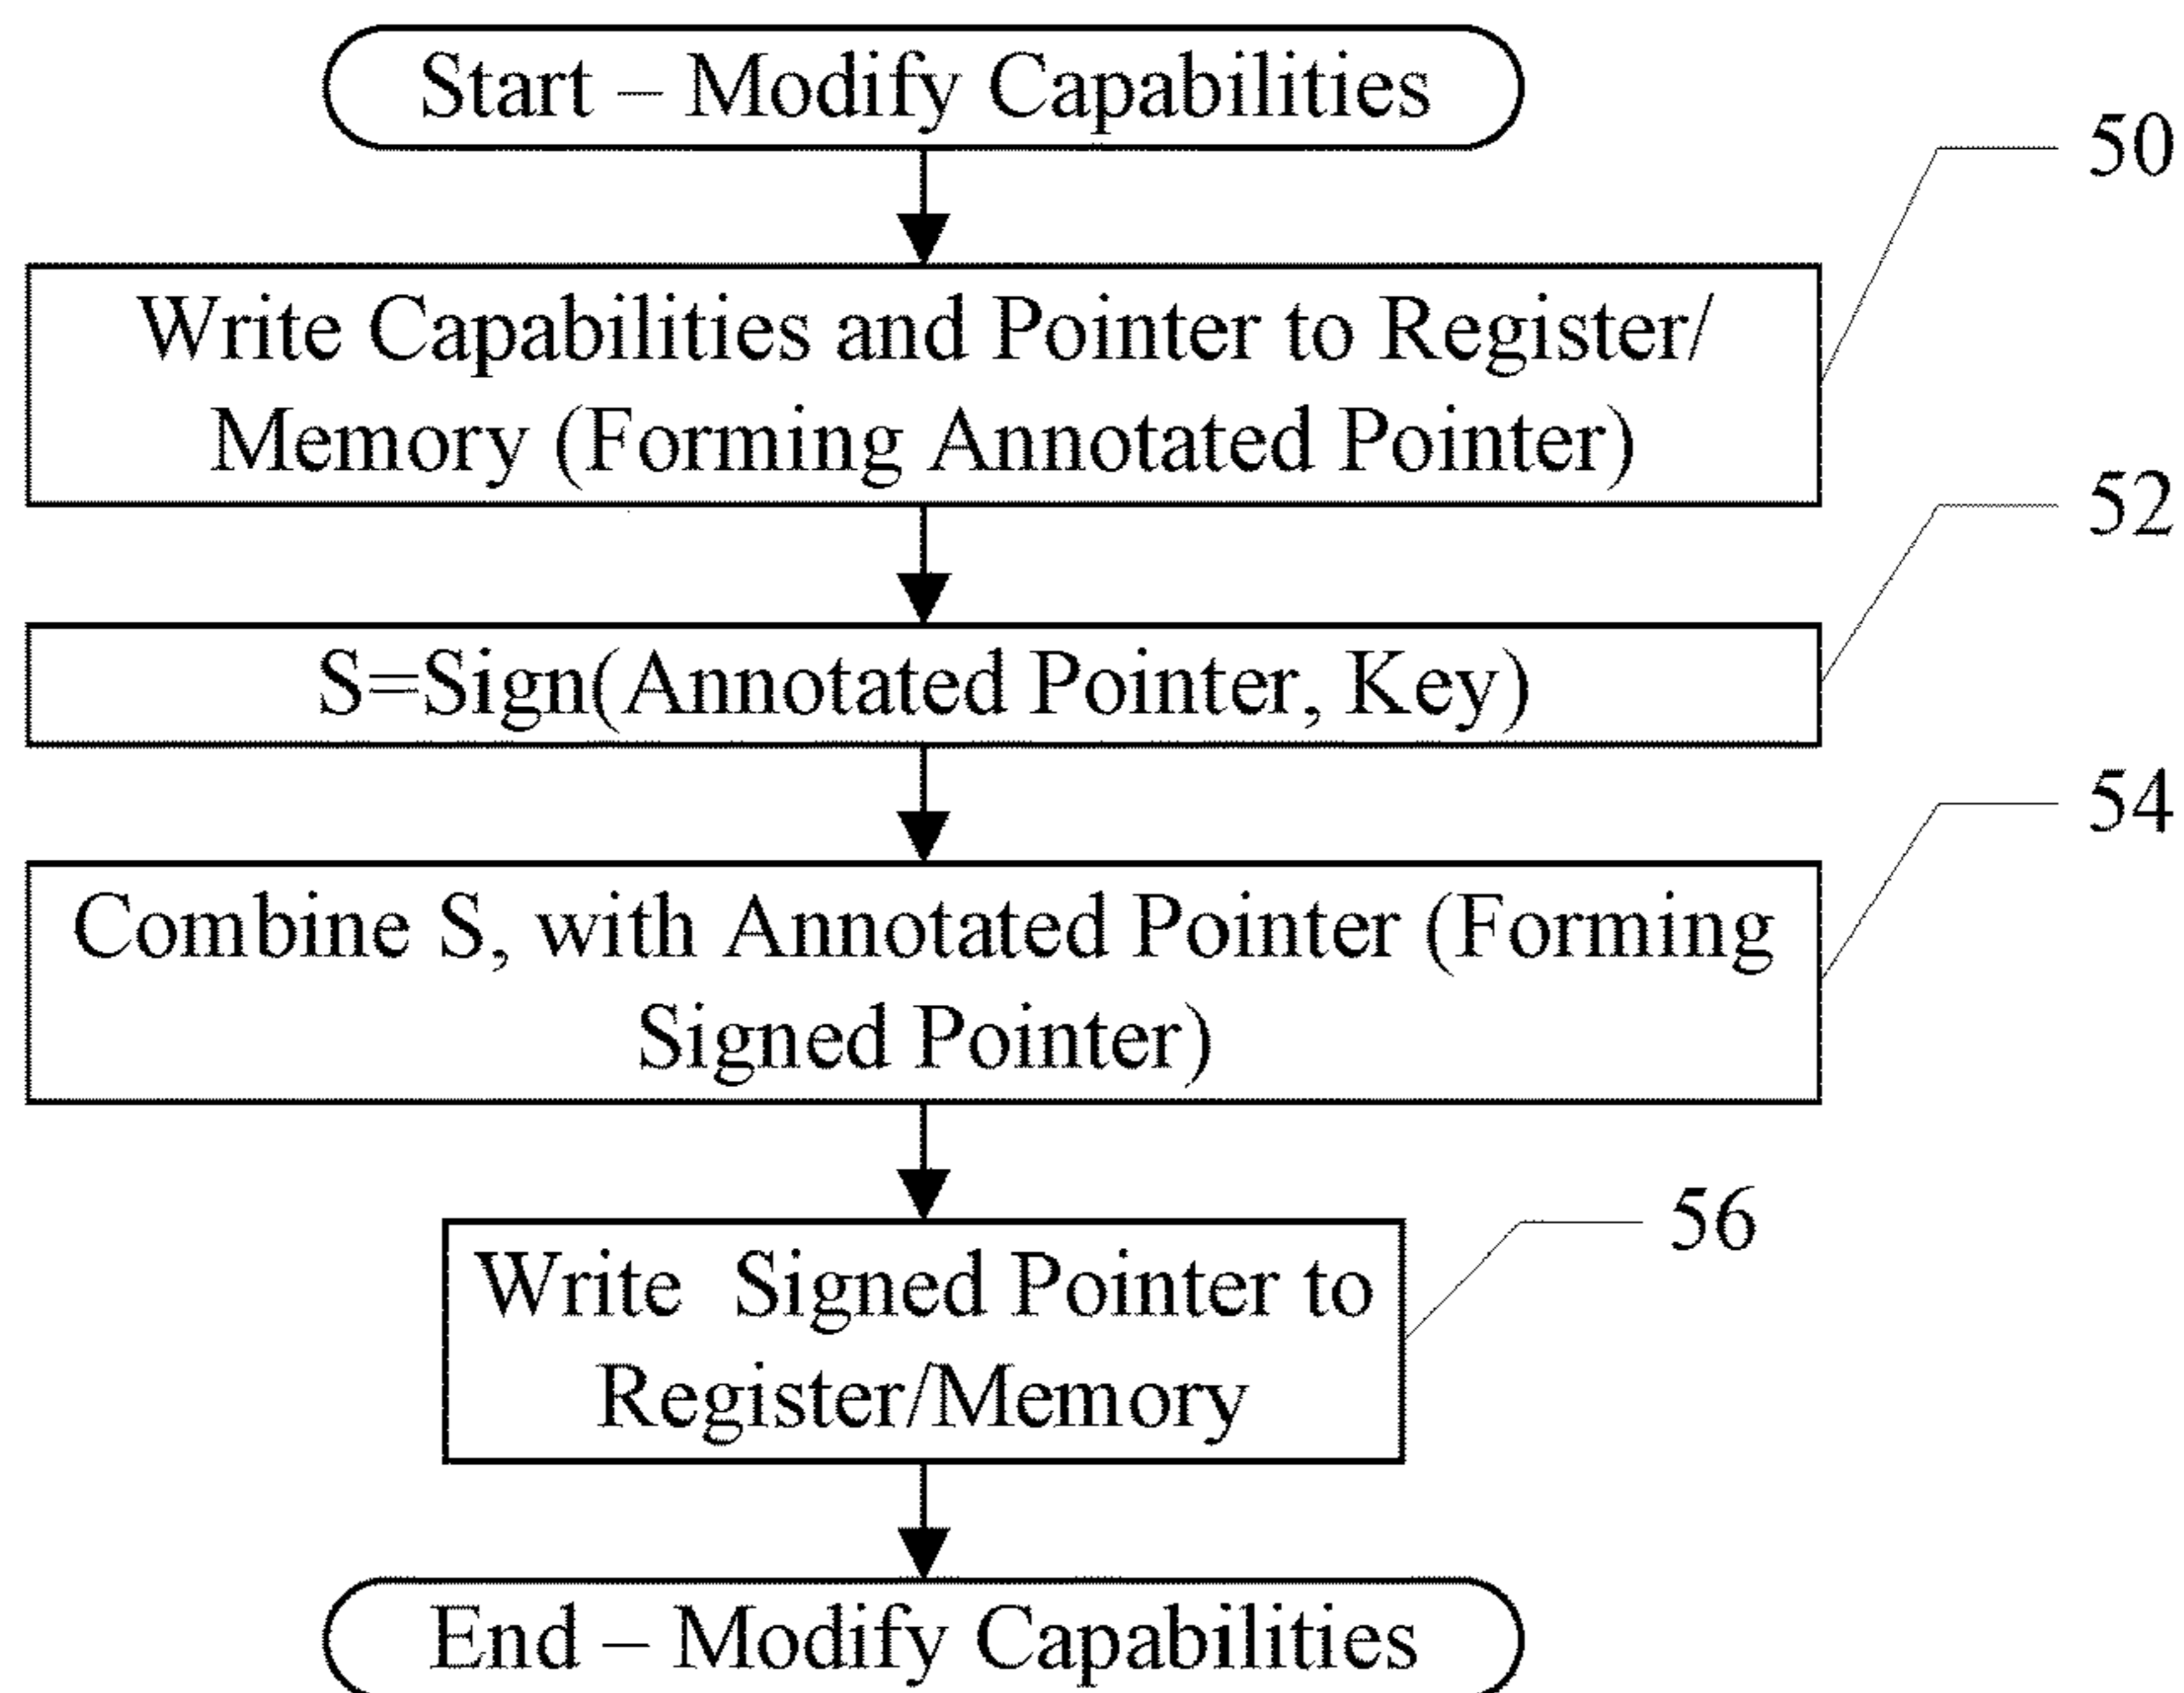 Start – Modify Capabilities
50
Write Capabilities and Pointer to Register/
Memory (Forming Annotated Pointer)
52
S=Sign(Annotated Pointer, Key)
54
Combine S, with Annotated Pointer (Forming
Signed Pointer)
56
Write Signed Pointer to
Register/Memory
End – Modify Capabilities